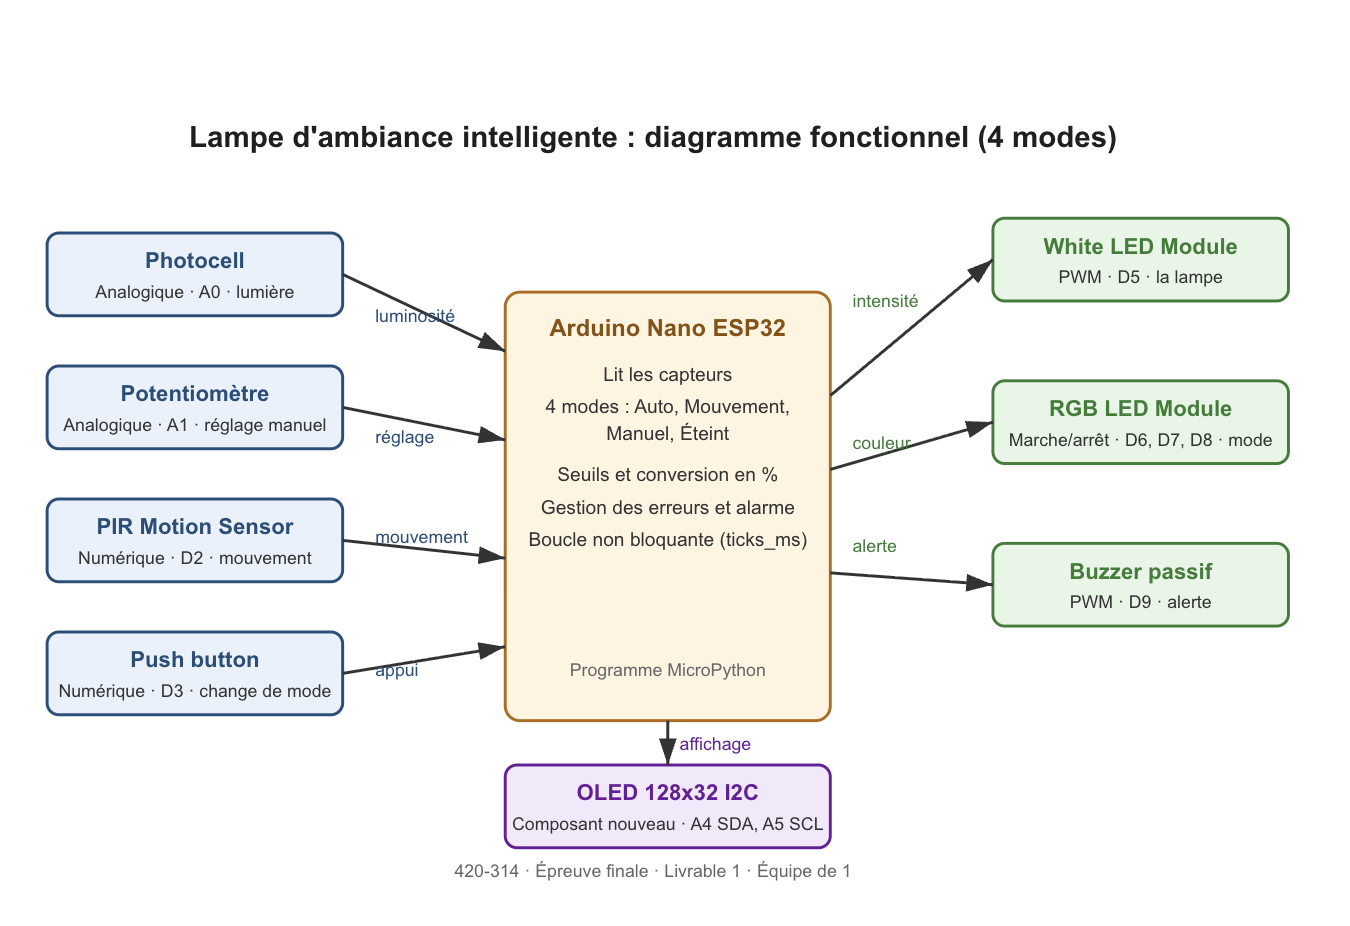 Lampe d'ambiance intelligente : diagramme fonctionnel (4 modes)
Photocell
Analogique · A0 · lumière
luminosité
Potentiomètre
Analogique · A1 · réglage manuel
réglage
PIR Motion Sensor
Numérique · D2 · mouvement
mouvement
Push button
Numérique · D3 · change de mode
appui
Arduino Nano ESP32
Lit les capteurs
4 modes : Auto, Mouvement,
Manuel, Éteint
Seuils et conversion en %
Gestion des erreurs et alarme
Boucle non bloquante (ticks_ms)
Programme MicroPython
intensité
White LED Module
PWM · D5 · la lampe
couleur
RGB LED Module
Marche/arrêt · D6, D7, D8 · mode
alerte
Buzzer passif
PWM · D9 · alerte
affichage
OLED 128x32 I2C
Composant nouveau · A4 SDA, A5 SCL
420-314 · Épreuve finale · Livrable 1 · Équipe de 1